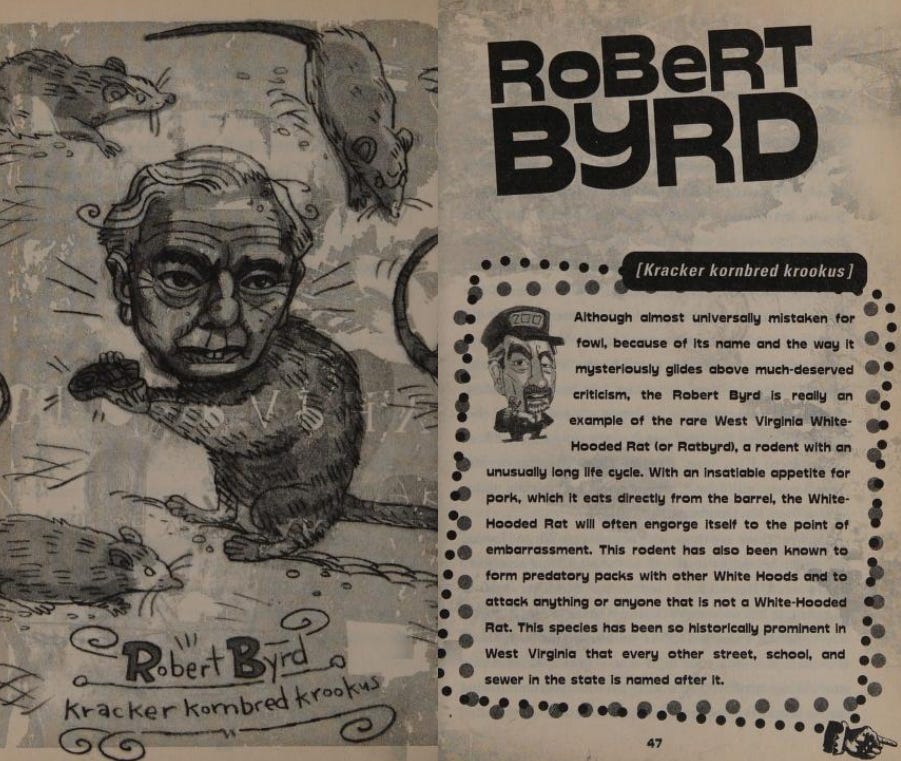 Robert Byrd
kracker kornbred krookus
RoBeRT
BYRD
[Kracker kornbred krookus]
ZOO
Although almost universally mistaken for
fowl, because of its name and the way it
mysteriously glides above much-deserved
criticism, the Robert Byrd is really an
example of the rare West Virginia White-
Hooded Rat (or Ratbyrd), a rodent with an
unusually long life cycle. With an insatiable appetite for
pork, which it eats directly from the barrel, the White-
Hooded Rat will often engorge itself to the point of
embarrassment. This rodent has also been known to
form predatory packs with other White Hoods and to
attack anything or anyone that is not a White-Hooded
Rat. This species has been so historically prominent in
West Virginia that every other street, school, and
sewer in the state is named after it.
47